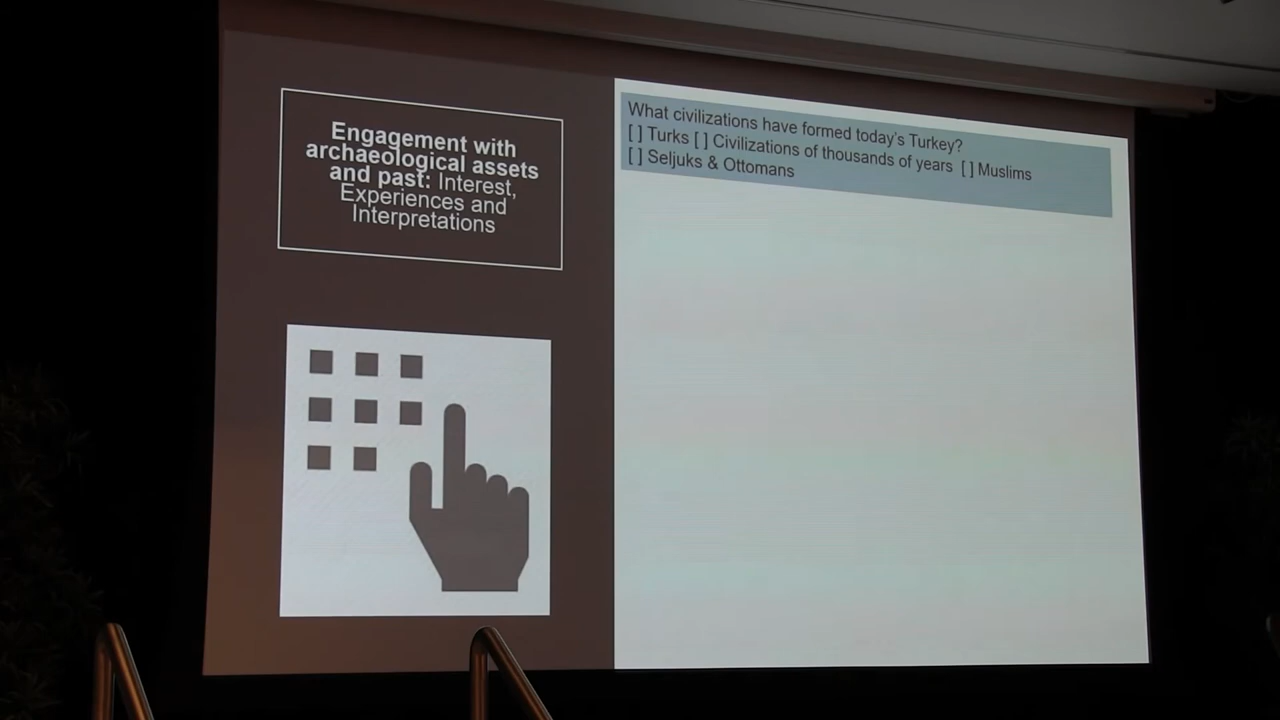 Engagement with
archaeological assets
and past: Interest,
Experiences and
Interpretations
What civilizations have formed today's Turkey?
[ ] Turks [ ] Civilizations of thousands of years [ ] Muslims
[ ] Seljuks & Ottomans